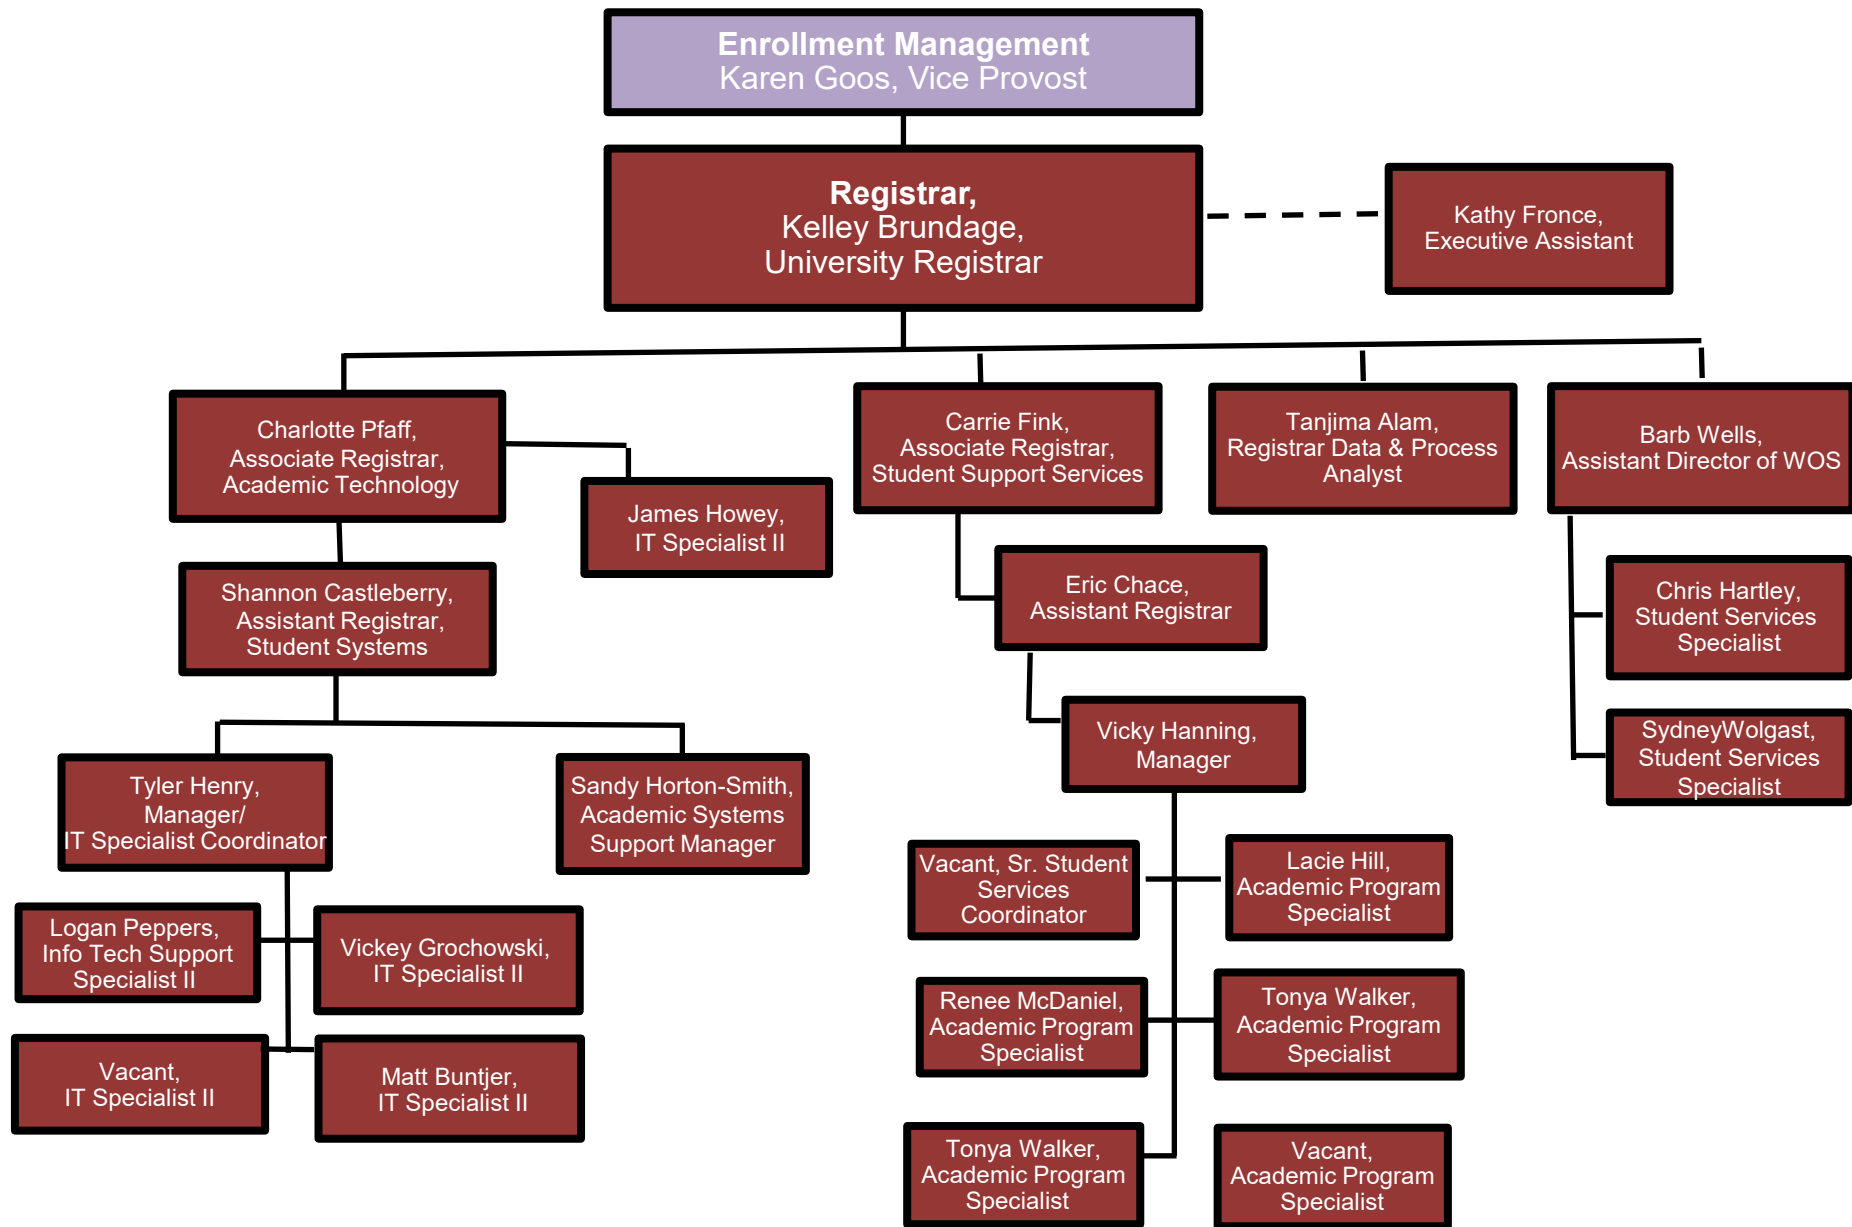 Enrollment Management
Karen Goos, Vice Provost
Registrar,
Kelley Brundage,
University Registrar
Kathy Fronce,
Executive Assistant
Charlotte Pfaff,
Associate Registrar,
Academic Technology
James Howey,
IT Specialist II
Shannon Castleberry,
Assistant Registrar,
Student Systems
Tyler Henry,
Manager/
IT Specialist Coordinator
Sandy Horton-Smith,
Academic Systems
Support Manager
Logan Peppers,
Info Tech Support
Specialist II
Vickey Grochowski,
IT Specialist II
Vacant,
IT Specialist II
Matt Buntjer,
IT Specialist II
Carrie Fink,
Associate Registrar,
Student Support Services
Eric Chace,
Assistant Registrar
Vicky Hanning,
Manager
Vacant, Sr. Student
Services
Coordinator
Lacie Hill,
Academic Program
Specialist
Renee McDaniel,
Academic Program
Specialist
Tonya Walker,
Academic Program
Specialist
Tonya Walker,
Academic Program
Specialist
Vacant,
Academic Program
Specialist
Tanjima Alam,
Registrar Data & Process
Analyst
Barb Wells,
Assistant Director of WOS
Chris Hartley,
Student Services
Specialist
SydneyWolgast,
Student Services
Specialist